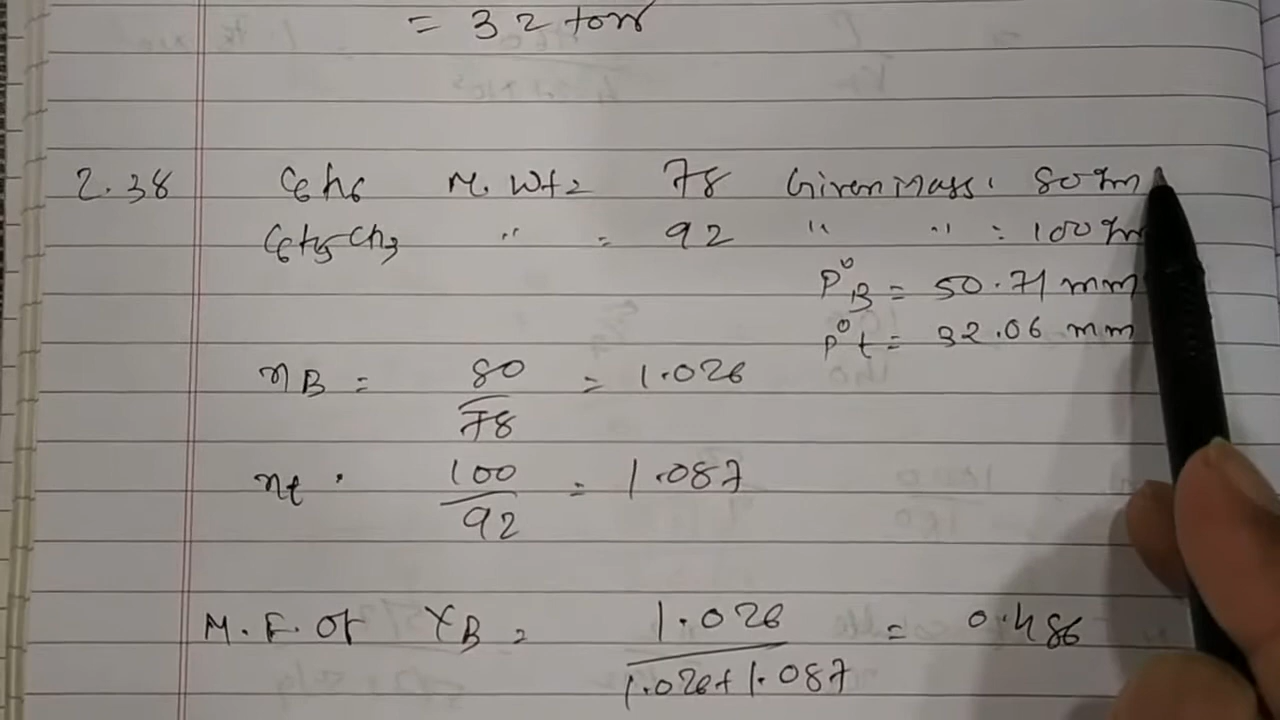 = 32 torr
2.38 C6h6 M. Wt = 78 Given Mass: 80 gm
C6H5CH3 " = 92 " " : 100 gm
P°B = 50.71 mm
P°t = 32.06 mm
nB = 80/78 = 1.026
nt . 100/92 = 1.087
M.F. of XB = 1.026/1.026+1.087 = 0.486